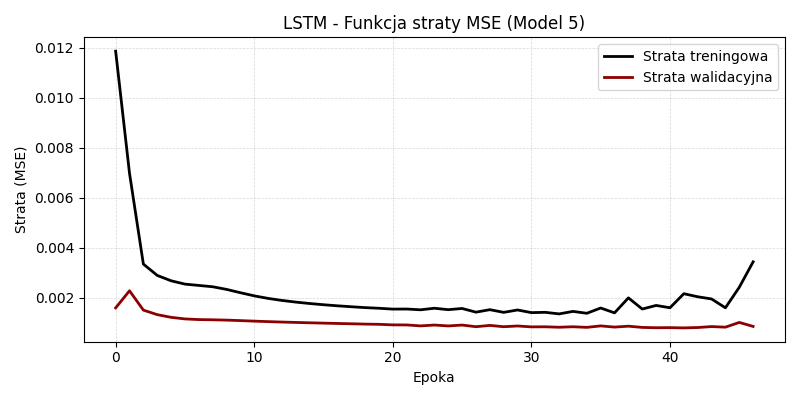 LSTM - Funkcja straty MSE (Model 5)
Strata treningowa
Strata walidacyjna
Strata (MSE)
0.012
0.010
0.008
0.006
0.004
0.002
0
10
20
30
40
Epoka